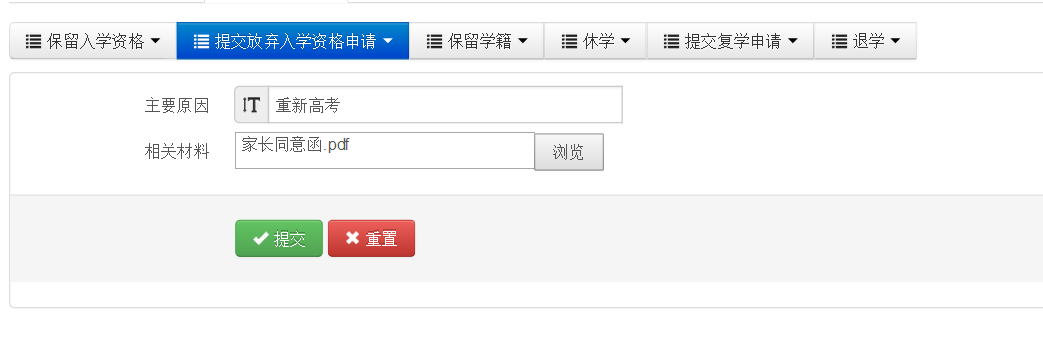 保留入学资格 提交放弃入学资格申请 保留学籍 休学 提交复学申请 退学
主要原因 重新高考
相关材料 家长同意函.pdf 浏览
提交 重置